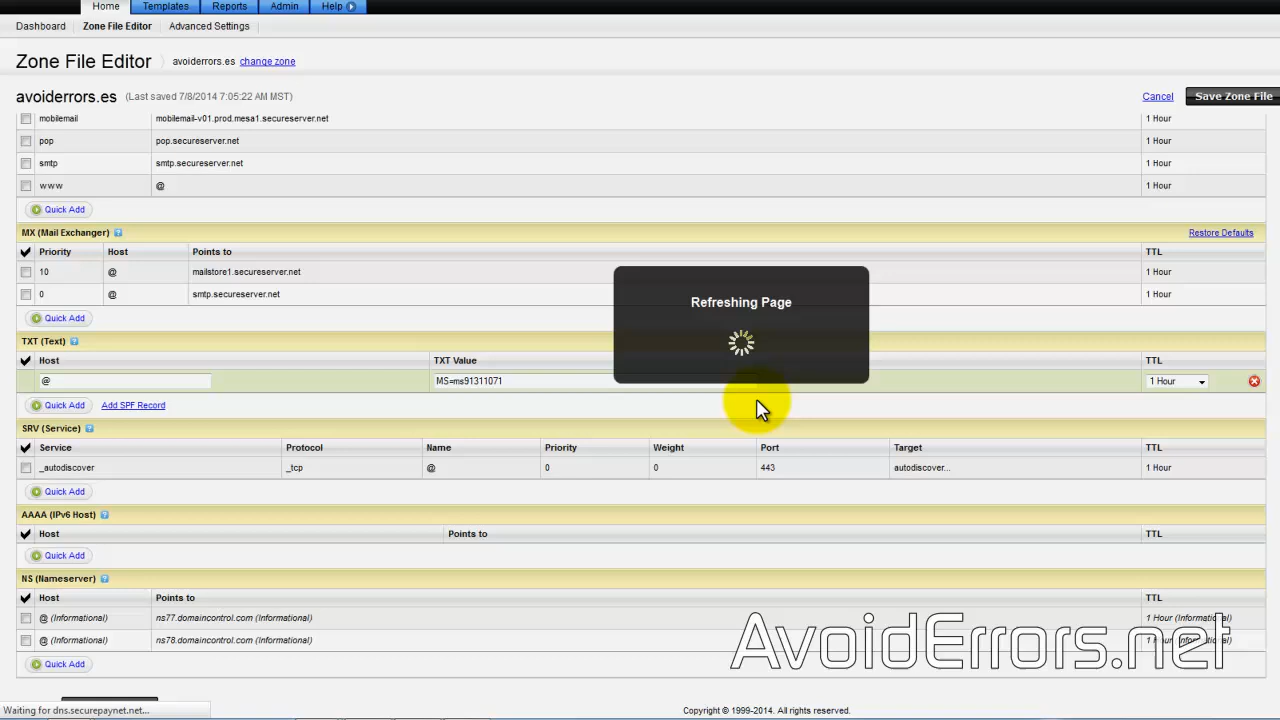 Home Templates Reports Admin Help
Dashboard Zone File Editor Advanced Settings
Zone File Editor avoiderrors.es change zone
avoiderrors.es (Last saved 7/8/2014 7:05:22 AM MST) Cancel Save Zone File
mobilemail mobilemail-v01.prod.mesa1.secureserver.net 1 Hour
pop pop.secureserver.net 1 Hour
smtp smtp.secureserver.net 1 Hour
www @ 1 Hour
Quick Add
MX (Mail Exchanger) ? Restore Defaults
Priority Host Points to TTL
10 @ mailstore1.secureserver.net 1 Hour
0 @ smtp.secureserver.net 1 Hour
Refreshing Page
Quick Add
TXT (Text) ?
Host TXT Value TTL
@ MS=ms91311071 1 Hour
Quick Add Add SPF Record
SRV (Service) ?
Service Protocol Name Priority Weight Port Target TTL
_autodiscover _tcp @ 0 0 443 autodiscover... 1 Hour
Quick Add
AAAA (IPv6 Host) ?
Host Points to TTL
Quick Add
NS (Nameserver) ?
Host Points to TTL
@ (Informational) ns77.domaincontrol.com (Informational) 1 Hour (Informational)
@ (Informational) ns78.domaincontrol.com (Informational) 1 Hour (Informational)
AvoidErrors.net
Quick Add
Waiting for dns.securepaynet.net... Copyright © 1999-2014. All rights reserved.